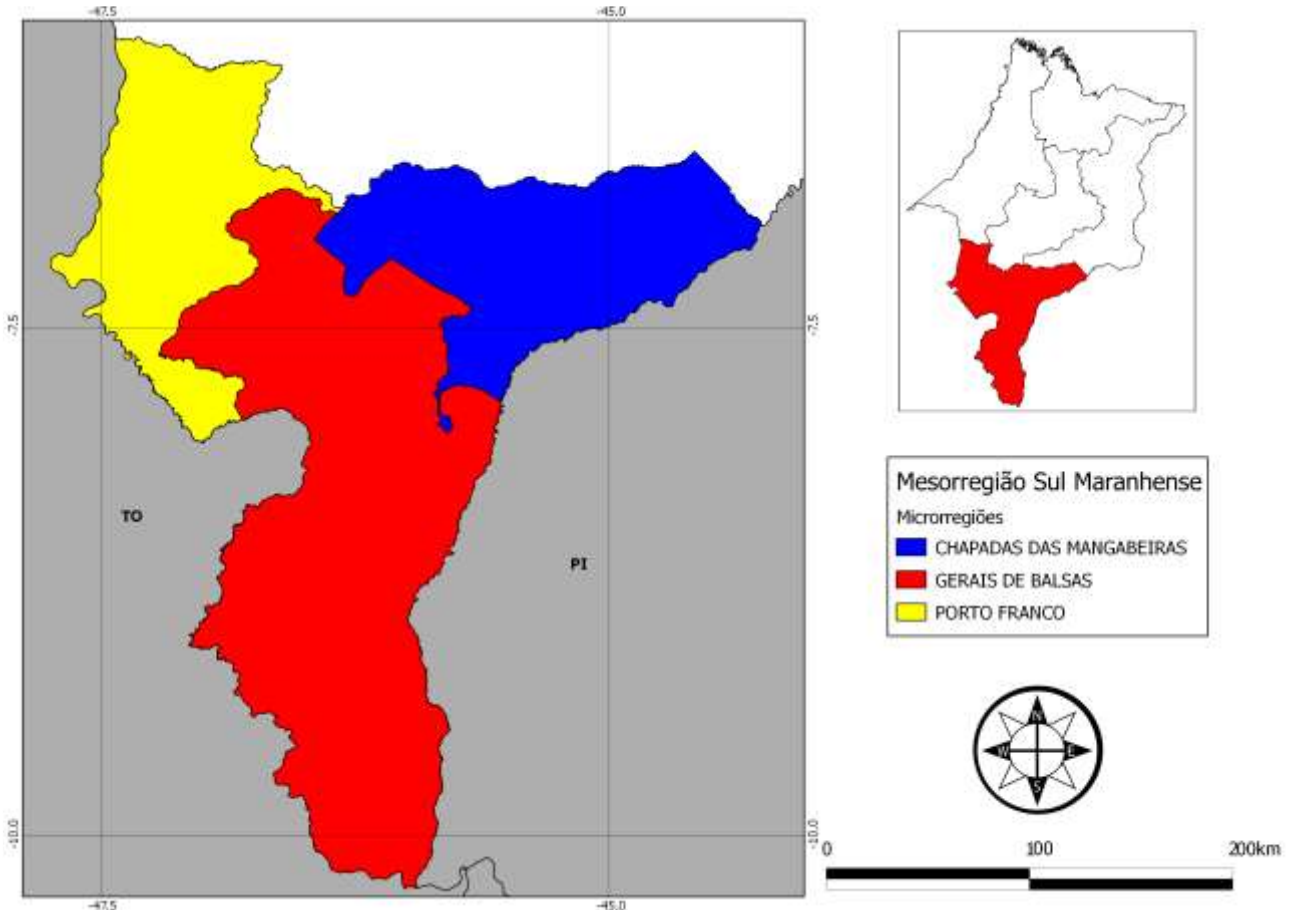 -47.5
-45.0
-7.5
-7.5
TO
PI
-10.0
-10.0
-47.5
-45.0
Mesorregião Sul Maranhense
Microrregiões
CHAPADAS DAS MANGABEIRAS
GERAIS DE BALSAS
PORTO FRANCO
N
W E
S
0 100 200km